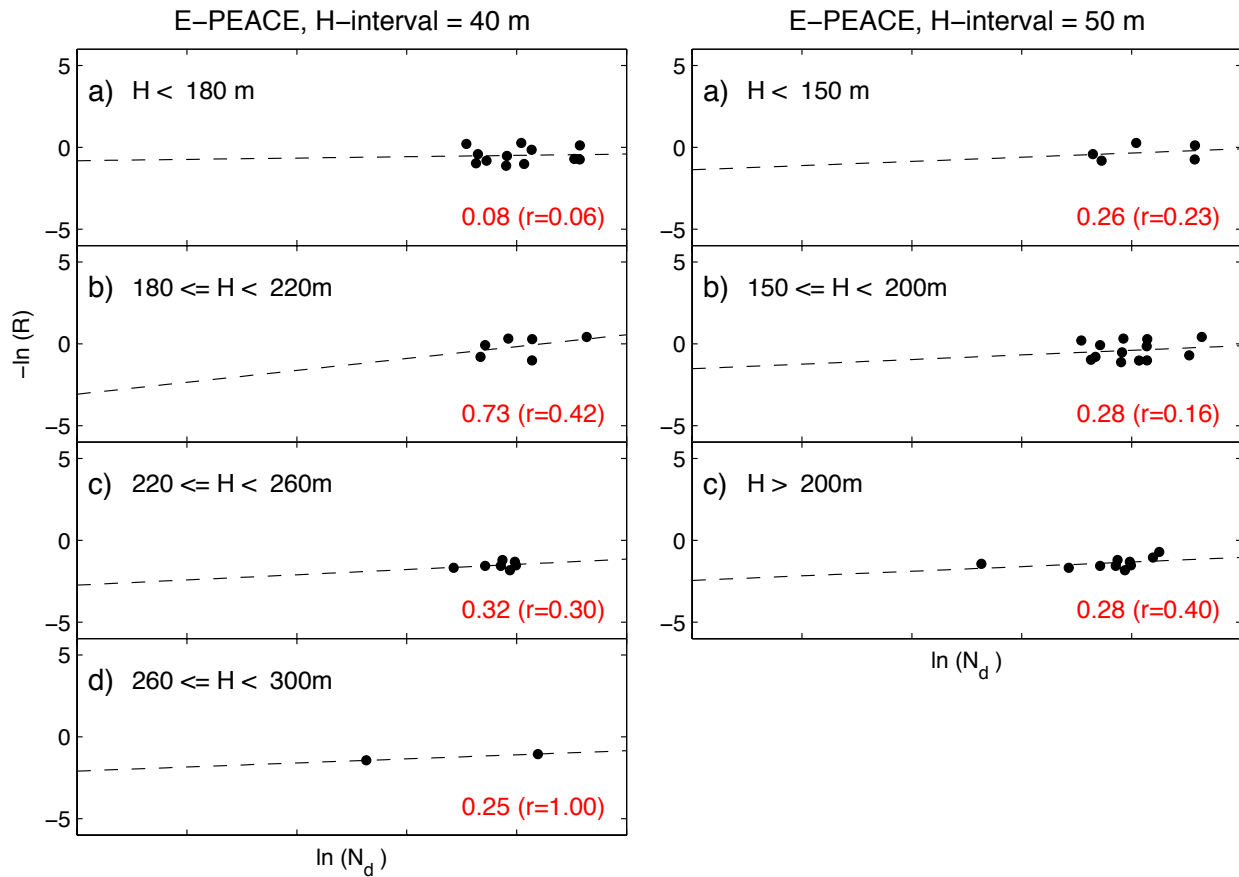 E−PEACE, H−interval = 40 m
5
a) H < 180 m
0
0.08 (r=0.06)
−5
5
b) 180 <= H < 220m
0
0.73 (r=0.42)
−5
5
c) 220 <= H < 260m
0
0.32 (r=0.30)
−5
5
d) 260 <= H < 300m
0
0.25 (r=1.00)
−5
−ln (R)
ln (N_d )
E−PEACE, H−interval = 50 m
5
a) H < 150 m
0
0.26 (r=0.23)
−5
5
b) 150 <= H < 200m
0
0.28 (r=0.16)
−5
5
c) H > 200m
0
0.28 (r=0.40)
−5
ln (N_d )